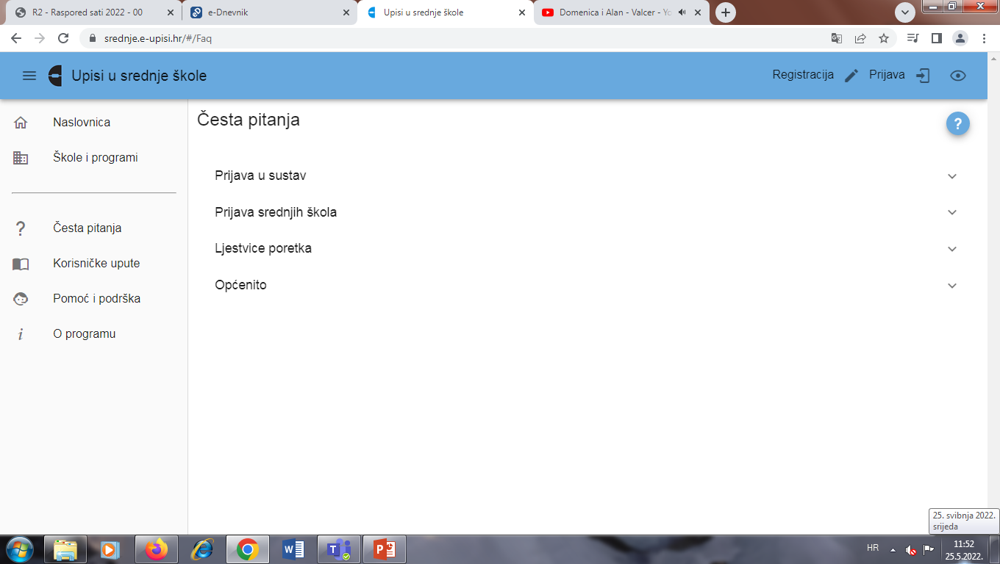 R2 - Raspored sati 2022 - 00
e-Dnevnik
Upisi u srednje škole
Domenica i Alan - Valcer - Yo
srednje.e-upisi.hr/#/Faq
Upisi u srednje škole
Registracija
Prijava
Naslovnica
Škole i programi
Česta pitanja
Korisničke upute
Pomoć i podrška
O programu
Česta pitanja
?
Prijava u sustav
Prijava srednjih škola
Ljestvice poretka
Općenito
25. svibnja 2022.
srijeda
HR
11:52
25.5.2022.